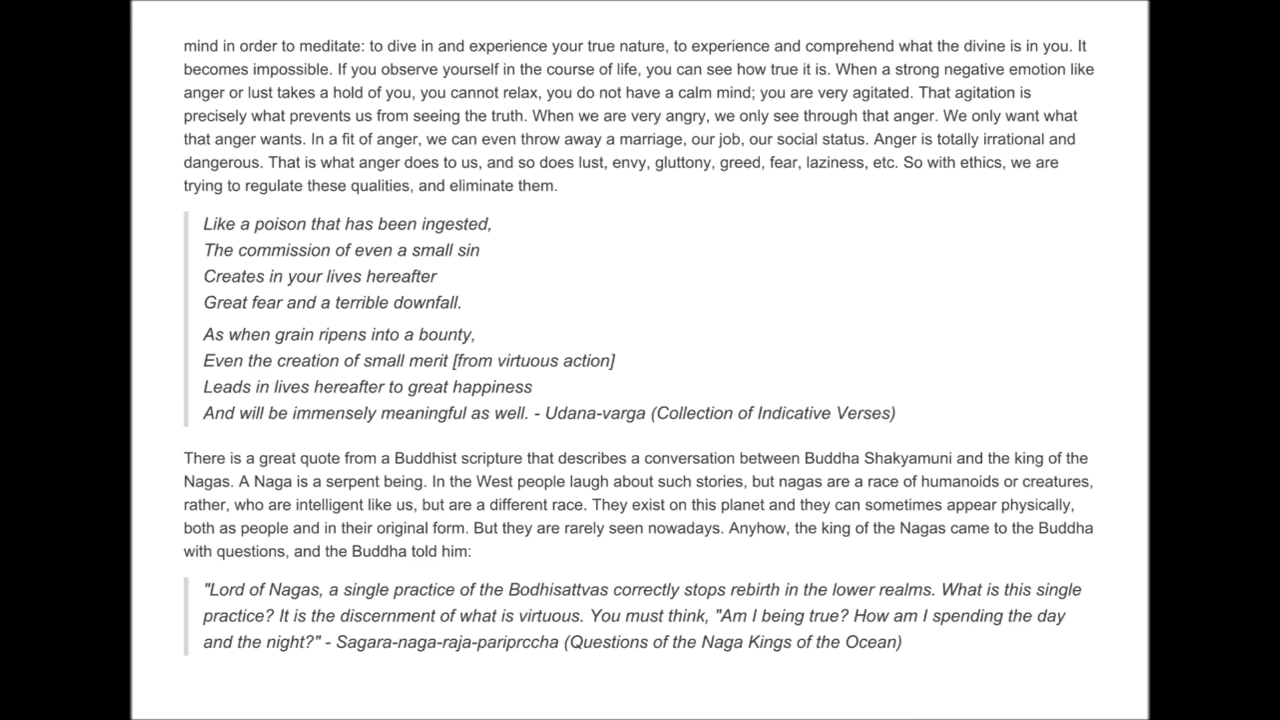 mind in order to meditate: to dive in and experience your true nature, to experience and comprehend what the divine is in you. It
becomes impossible. If you observe yourself in the course of life, you can see how true it is. When a strong negative emotion like
anger or lust takes a hold of you, you cannot relax, you do not have a calm mind; you are very agitated. That agitation is
precisely what prevents us from seeing the truth. When we are very angry, we only see through that anger. We only want what
that anger wants. In a fit of anger, we can even throw away a marriage, our job, our social status. Anger is totally irrational and
dangerous. That is what anger does to us, and so does lust, envy, gluttony, greed, fear, laziness, etc. So with ethics, we are
trying to regulate these qualities, and eliminate them.
Like a poison that has been ingested,
The commission of even a small sin
Creates in your lives hereafter
Great fear and a terrible downfall.
As when grain ripens into a bounty,
Even the creation of small merit [from virtuous action]
Leads in lives hereafter to great happiness
And will be immensely meaningful as well. - Udana-varga (Collection of Indicative Verses)
There is a great quote from a Buddhist scripture that describes a conversation between Buddha Shakyamuni and the king of the
Nagas. A Naga is a serpent being. In the West people laugh about such stories, but nagas are a race of humanoids or creatures,
rather, who are intelligent like us, but are a different race. They exist on this planet and they can sometimes appear physically,
both as people and in their original form. But they are rarely seen nowadays. Anyhow, the king of the Nagas came to the Buddha
with questions, and the Buddha told him:
"Lord of Nagas, a single practice of the Bodhisattvas correctly stops rebirth in the lower realms. What is this single
practice? It is the discernment of what is virtuous. You must think, "Am I being true? How am I spending the day
and the night?" - Sagara-naga-raja-pariprccha (Questions of the Naga Kings of the Ocean)